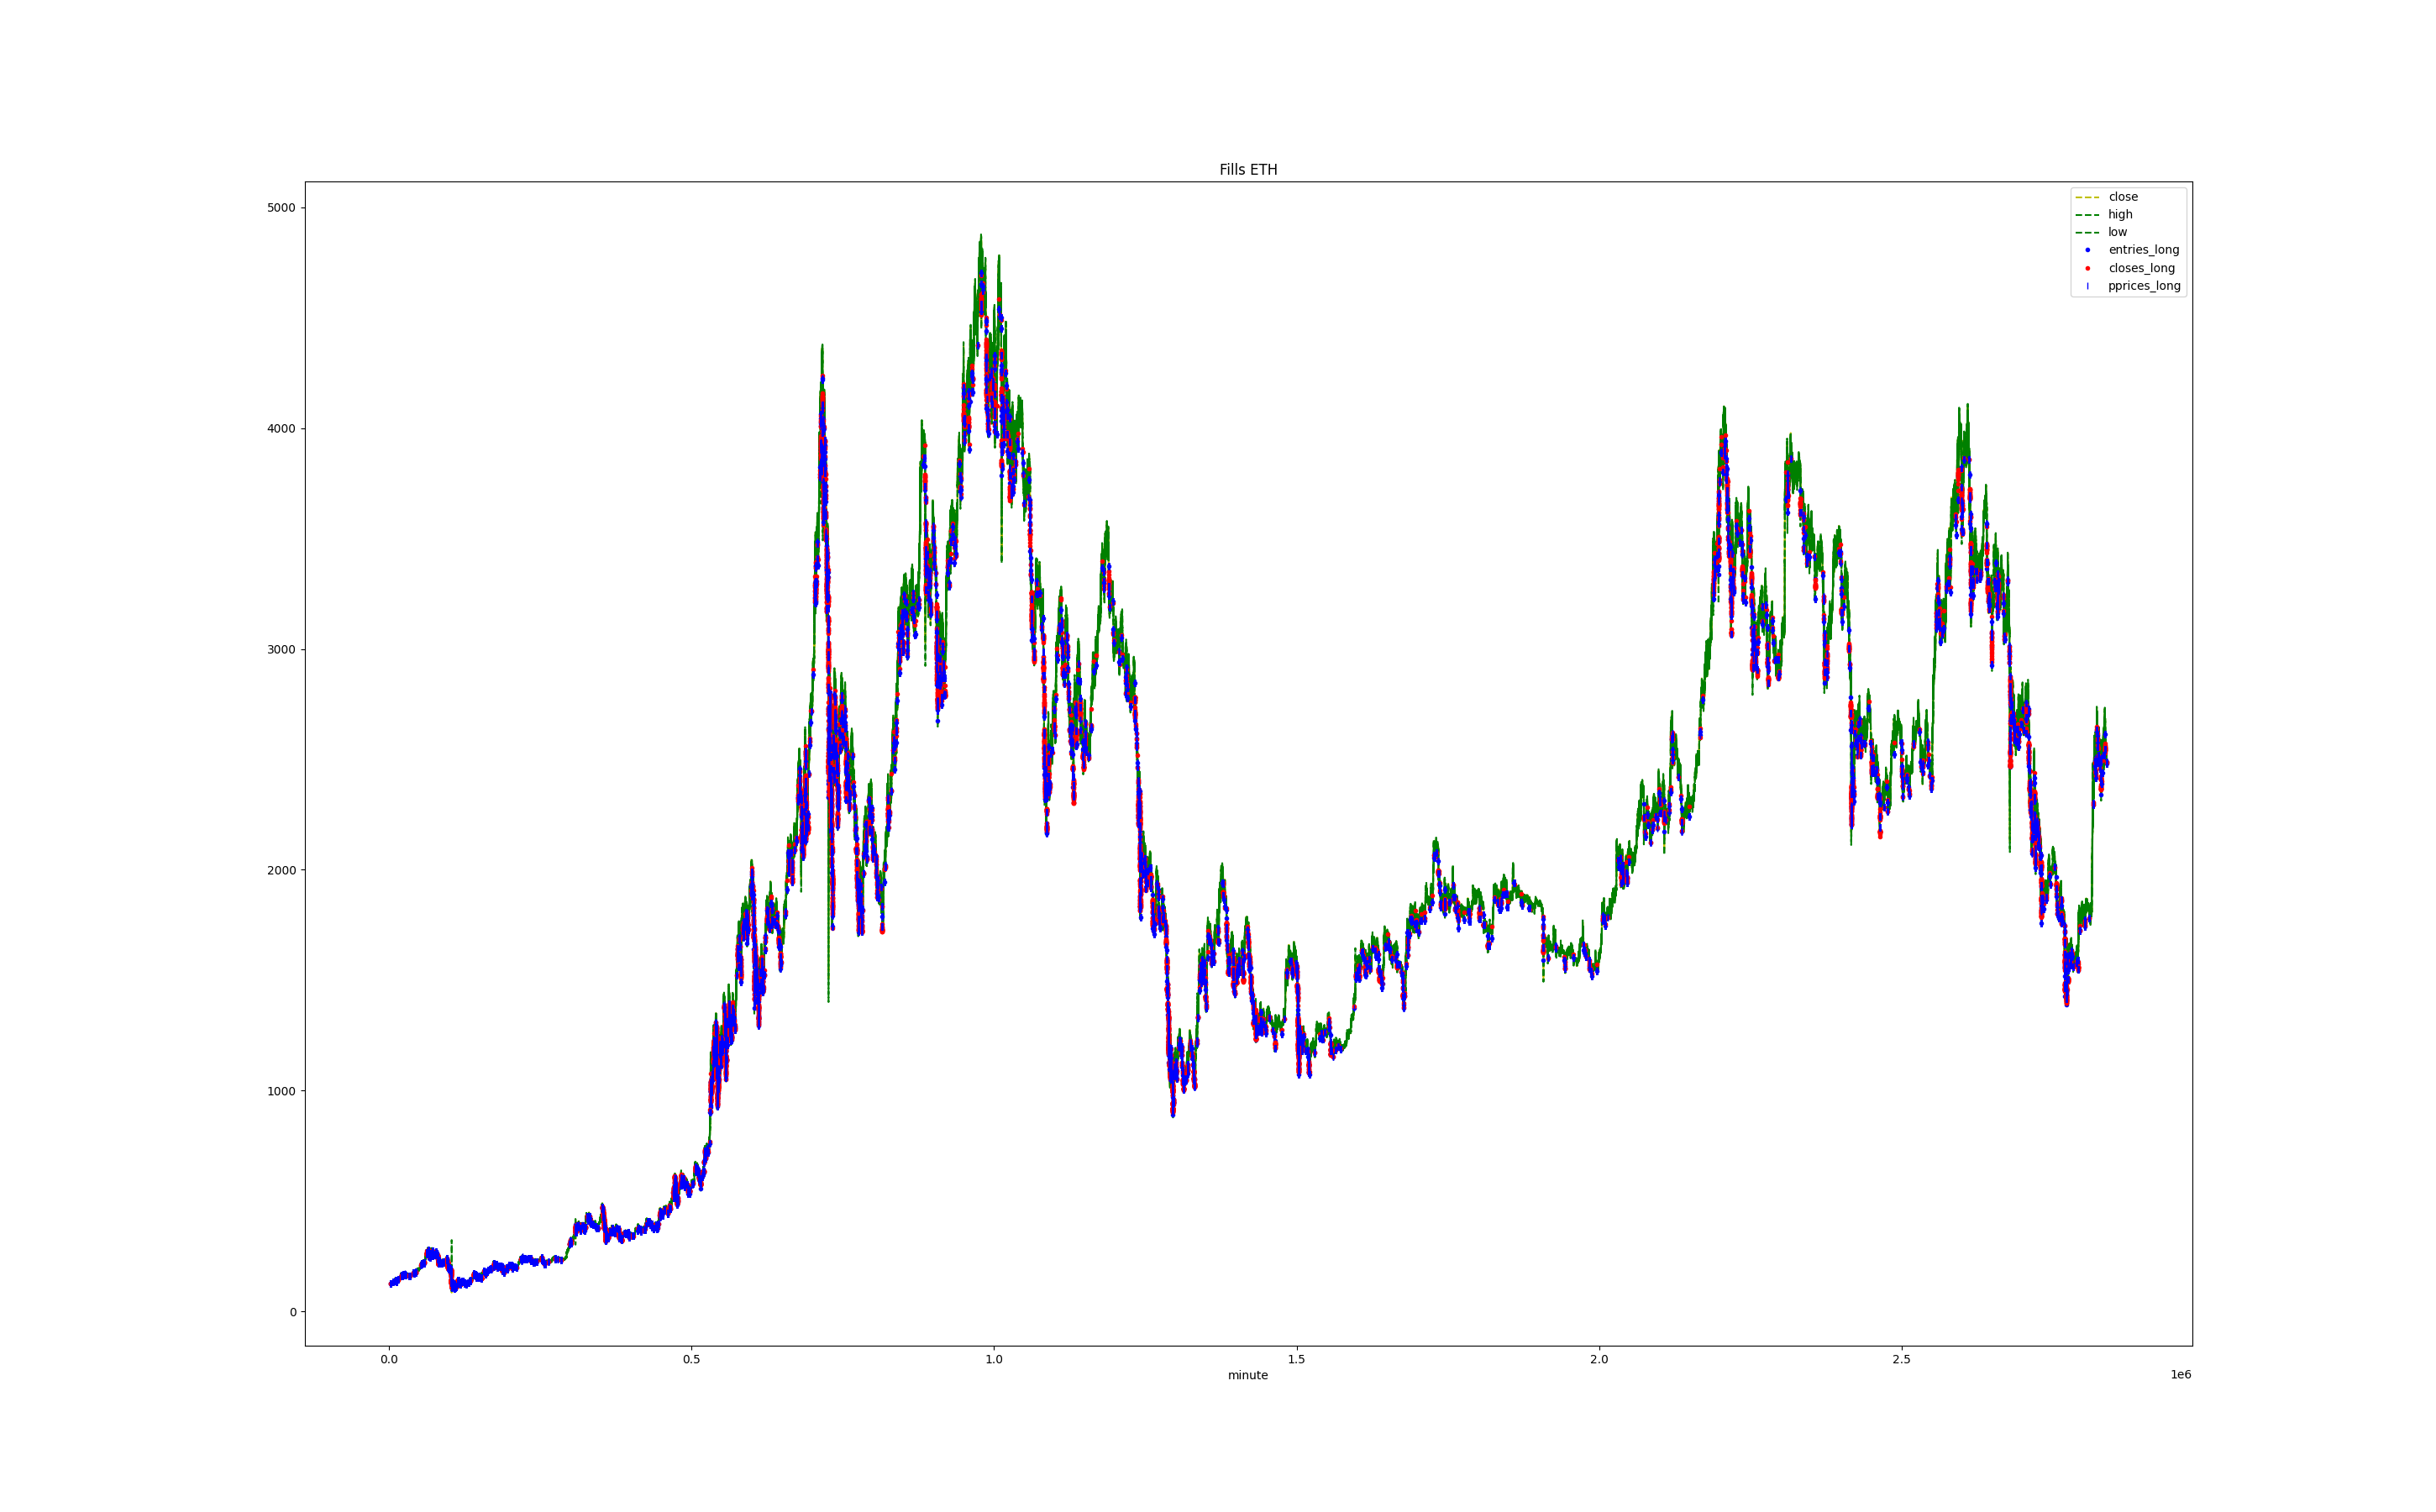 Fills ETH
close
high
low
entries_long
closes_long
pprices_long
5000
4000
3000
2000
1000
0
0.0 0.5 1.0 1.5 2.0 2.5
minute
1e6